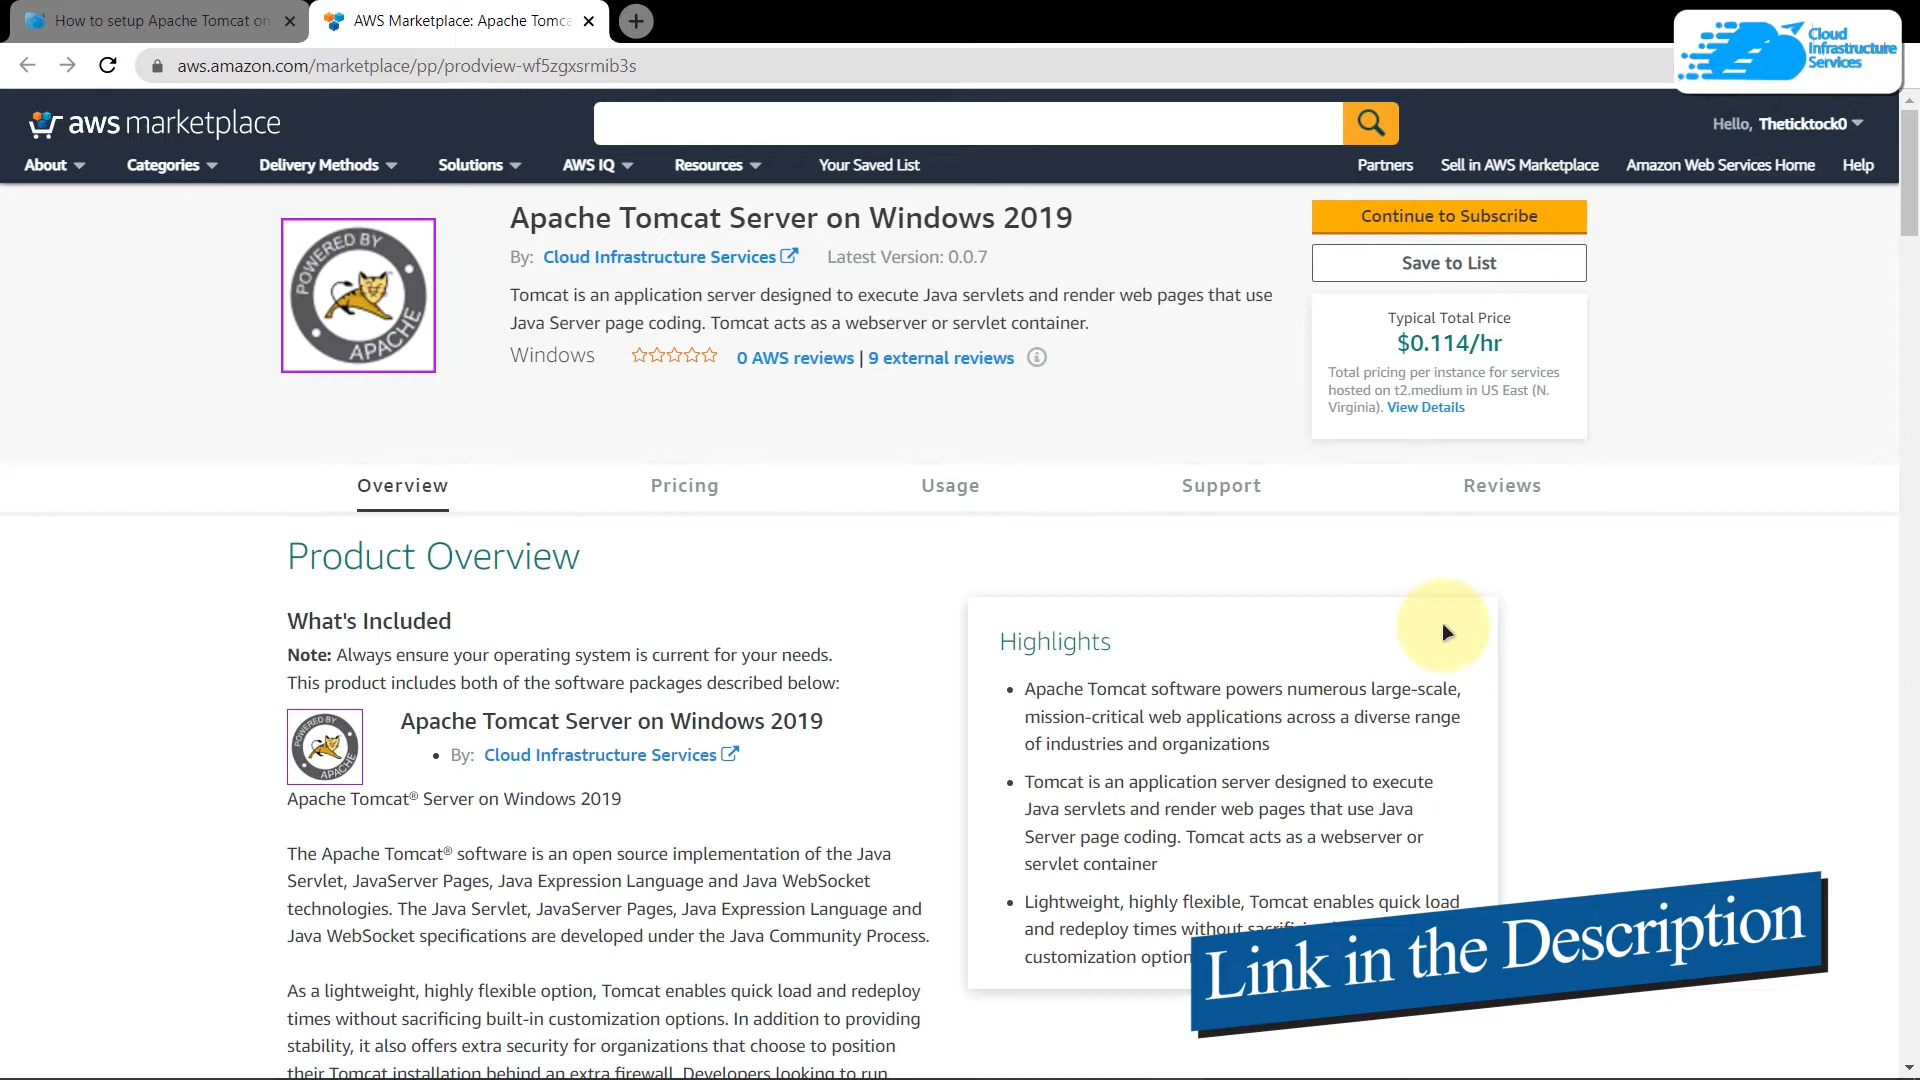 How to setup Apache Tomcat on
AWS Marketplace: Apache Tomca
Cloud
Infrastructure
Services
aws.amazon.com/marketplace/pp/prodview-wf5zgxsrmib3s
aws marketplace
Hello, Theticktock0
About
Categories
Delivery Methods
Solutions
AWS IQ
Resources
Your Saved List
Partners
Sell in AWS Marketplace
Amazon Web Services Home
Help
POWERED BY
APACHE
Apache Tomcat Server on Windows 2019
By: Cloud Infrastructure Services
Latest Version: 0.0.7
Tomcat is an application server designed to execute Java servlets and render web pages that use
Java Server page coding. Tomcat acts as a webserver or servlet container.
Windows
0 AWS reviews | 9 external reviews
Continue to Subscribe
Save to List
Typical Total Price
$0.114/hr
Total pricing per instance for services
hosted on t2.medium in US East (N.
Virginia). View Details
Overview
Pricing
Usage
Support
Reviews
Product Overview
What's Included
Note: Always ensure your operating system is current for your needs.
This product includes both of the software packages described below:
POWERED BY
APACHE
Apache Tomcat Server on Windows 2019
• By: Cloud Infrastructure Services
Apache Tomcat® Server on Windows 2019
The Apache Tomcat® software is an open source implementation of the Java
Servlet, JavaServer Pages, Java Expression Language and Java WebSocket
technologies. The Java Servlet, JavaServer Pages, Java Expression Language and
Java WebSocket specifications are developed under the Java Community Process.
As a lightweight, highly flexible option, Tomcat enables quick load and redeploy
times without sacrificing built-in customization options. In addition to providing
stability, it also offers extra security for organizations that choose to position
their Tomcat installation behind an extra firewall. Developers looking to run
Highlights
• Apache Tomcat software powers numerous large-scale,
mission-critical web applications across a diverse range
of industries and organizations
• Tomcat is an application server designed to execute
Java servlets and render web pages that use Java
Server page coding. Tomcat acts as a webserver or
servlet container
• Lightweight, highly flexible, Tomcat enables quick load
and redeploy times without
customization option
Link in the Description